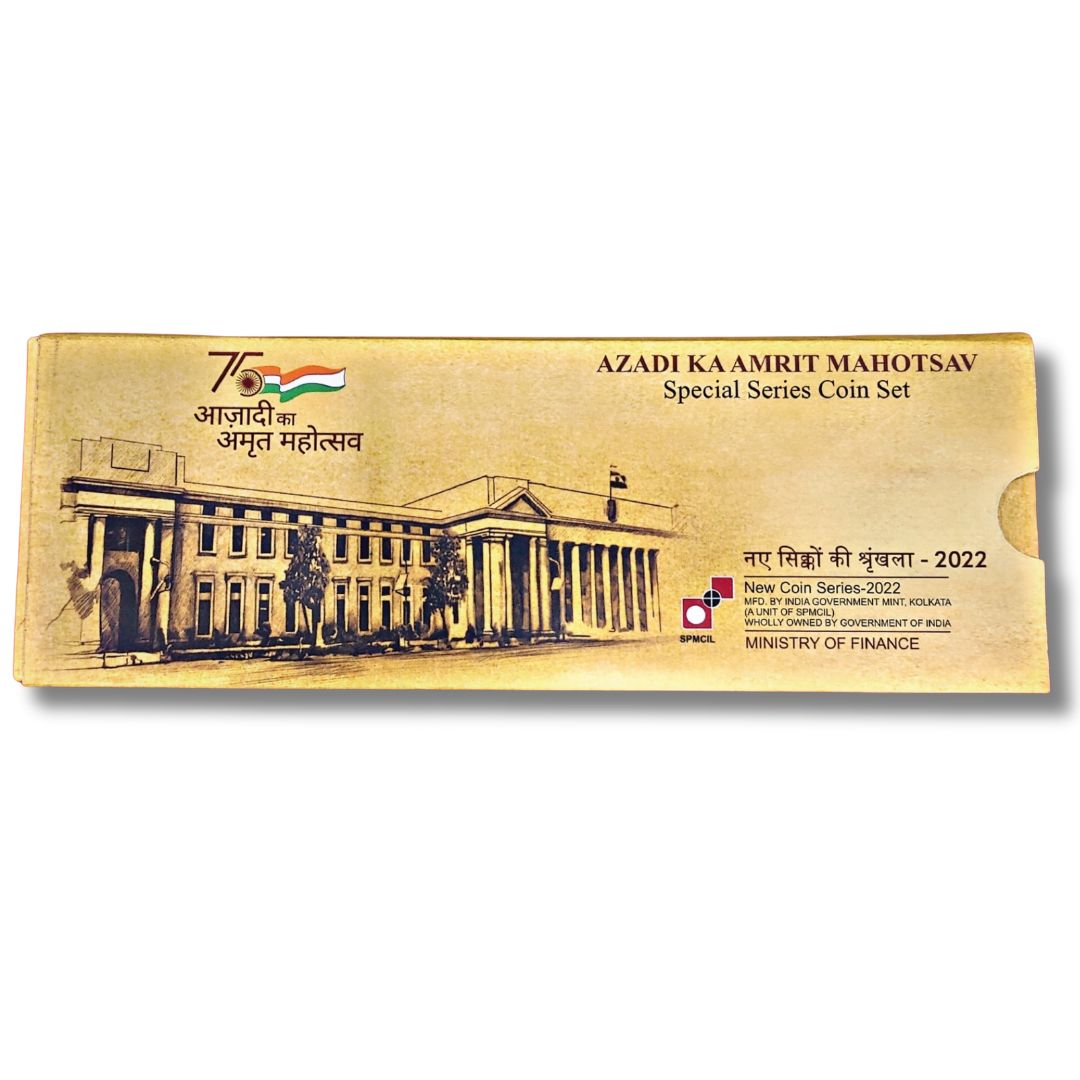 75
आज़ादी का
अमृत महोत्सव
AZADI KA AMRIT MAHOTSAV
Special Series Coin Set
नए सिक्कों की श्रृंखला - 2022
New Coin Series-2022
MFD. BY INDIA GOVERNMENT MINT, KOLKATA
(A UNIT OF SPMCIL)
WHOLLY OWNED BY GOVERNMENT OF INDIA
SPMCIL
MINISTRY OF FINANCE